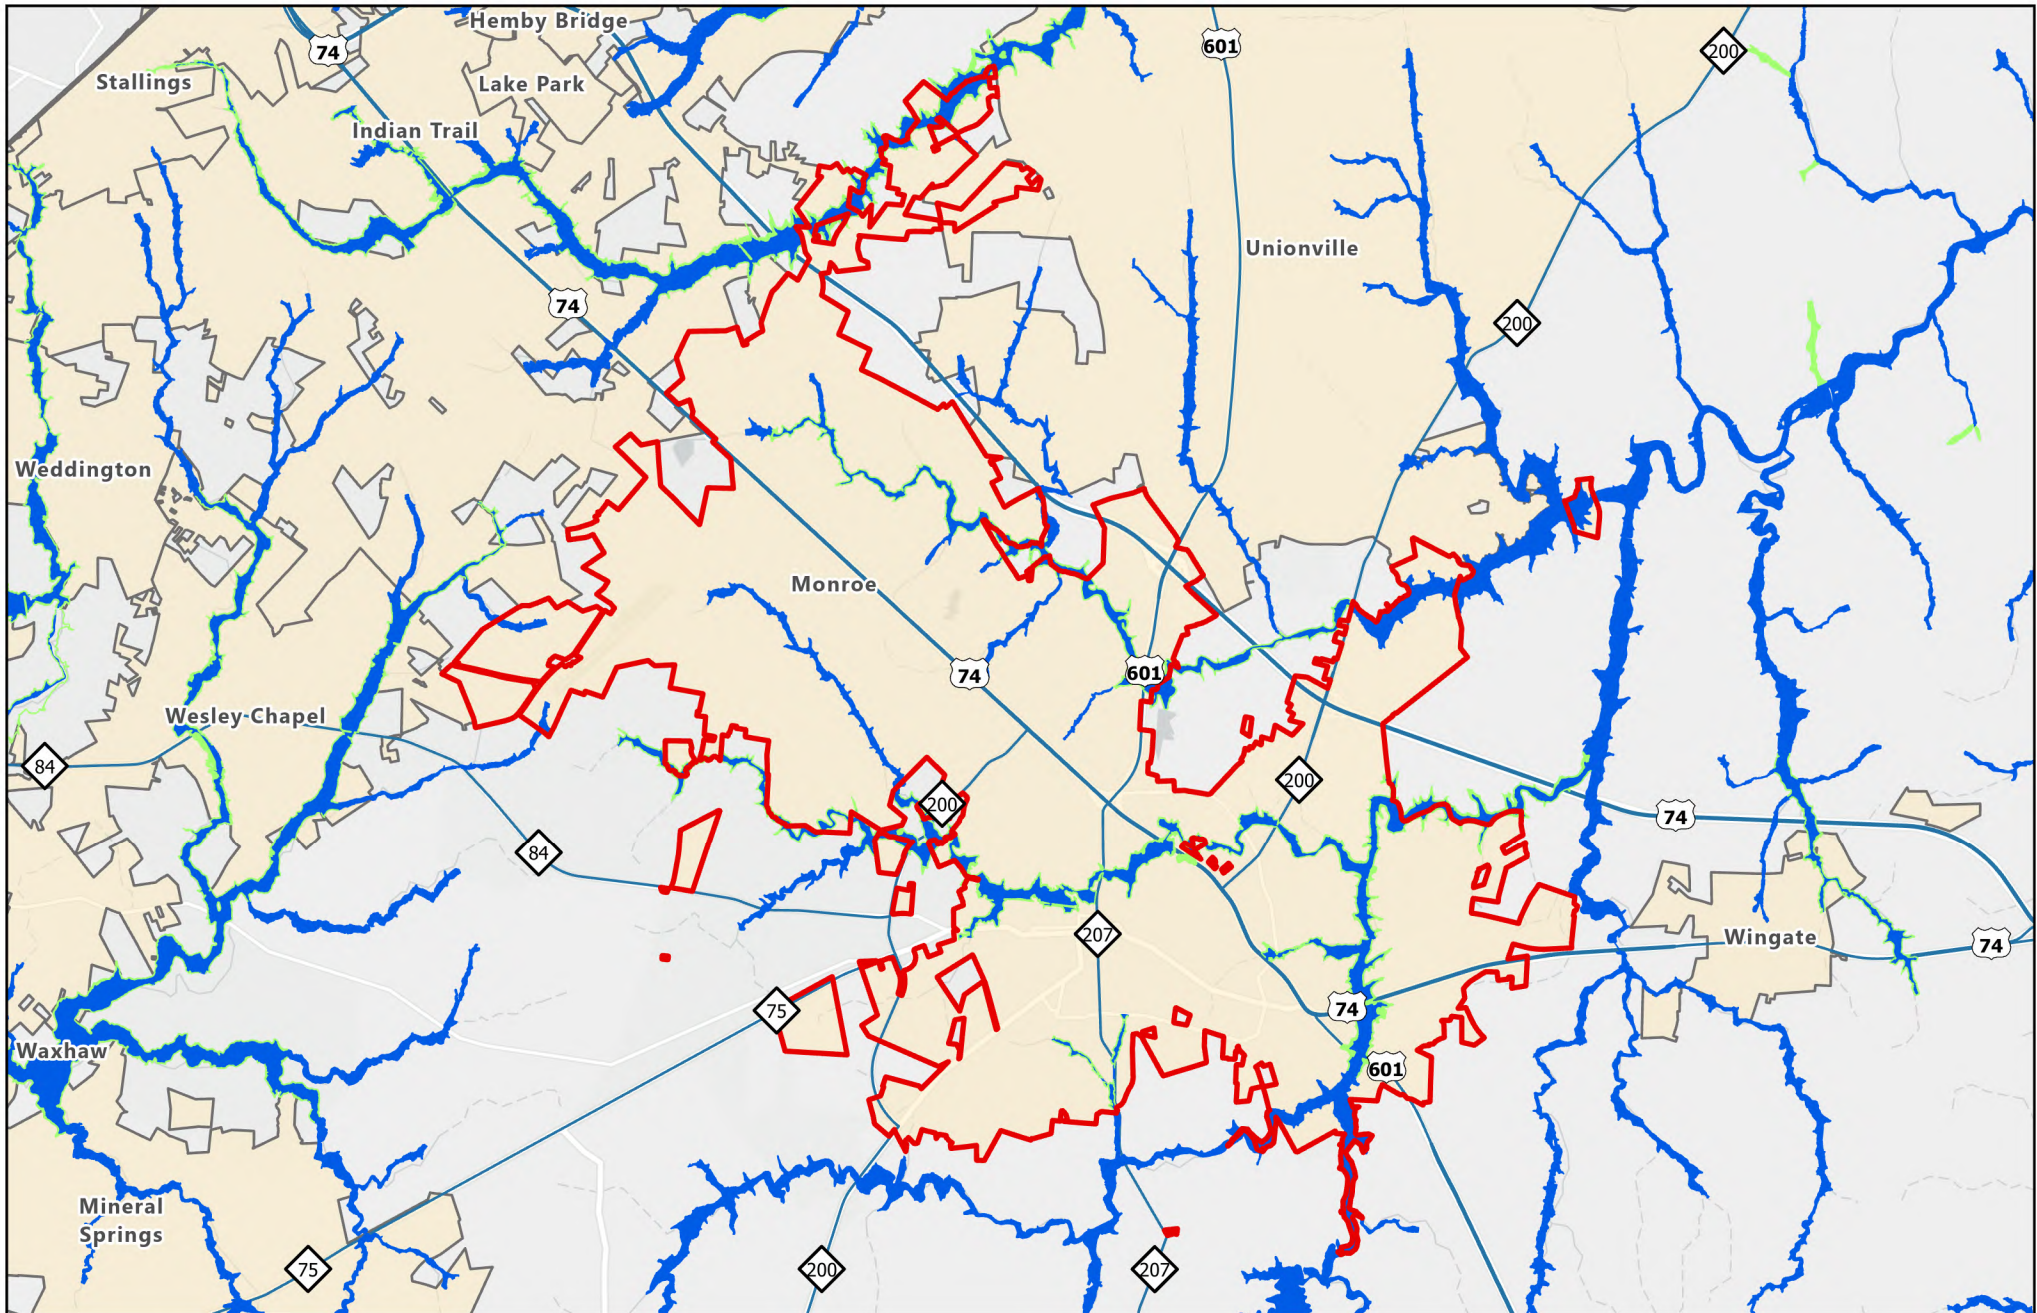 Hemby Bridge
601
200
74
Stallings
Lake Park
Indian Trail
Unionville
74
200
Weddington
Monroe
74
601
Wesley Chapel
84
200
200
74
84
207
Wingate
74
75
74
Waxhaw
601
Mineral
Springs
75
200
207